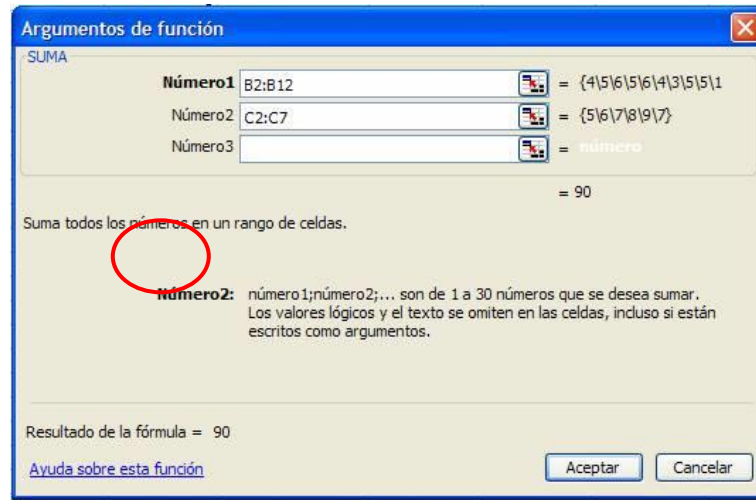 Argumentos de función
SUMA
Número1 B2:B12 = {4\5\6\5\6\4\3\5\5\1
Número2 C2:C7 = {5\6\7\8\9\7}
Número3 = número
= 90
Suma todos los números en un rango de celdas.
Número2: número1;número2;... son de 1 a 30 números que se desea sumar.
Los valores lógicos y el texto se omiten en las celdas, incluso si están
escritos como argumentos.
Resultado de la fórmula = 90
Ayuda sobre esta función Aceptar Cancelar